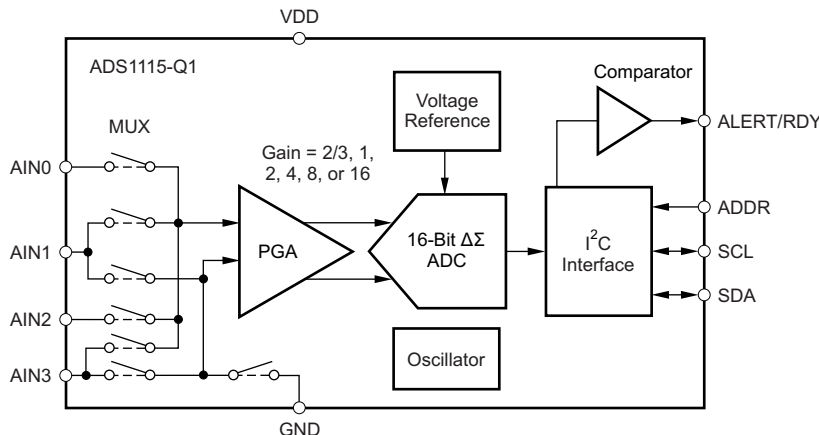 VDD
ADS1115-Q1
Comparator
Voltage
Reference
MUX
ALERT/RDY
Gain = 2/3, 1,
2, 4, 8, or 16
AIN0
ADDR
16-Bit ΔΣ
ADC
PGA
I²C
Interface
AIN1
SCL
SDA
AIN2
Oscillator
AIN3
GND